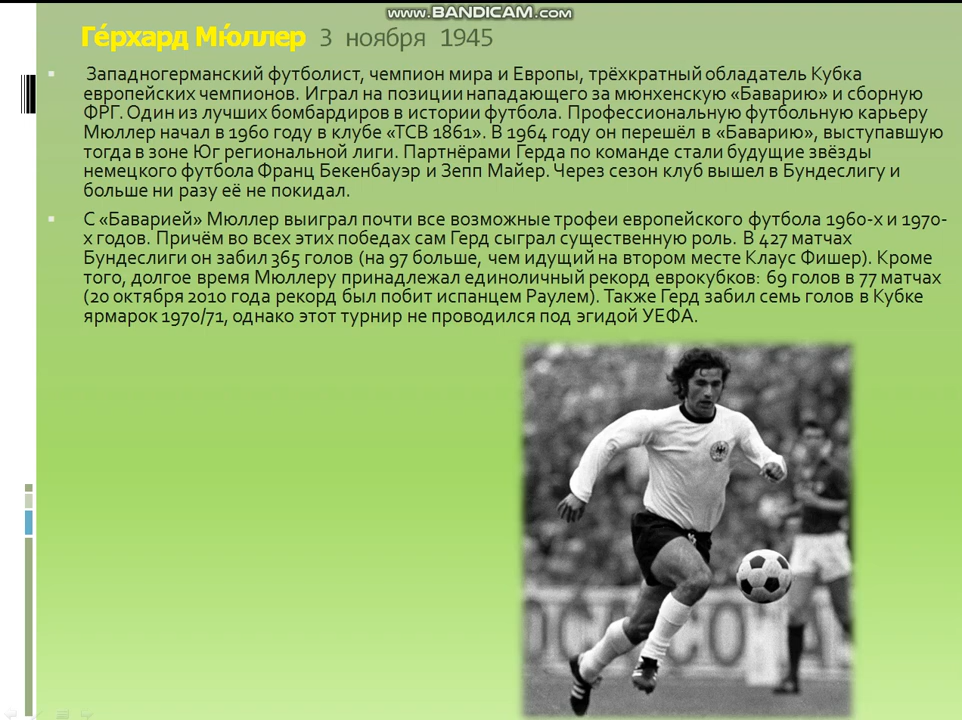 www.BANDICAM.com
Ге́рхард Мю́ллер 3 ноября 1945
Западногерманский футболист, чемпион мира и Европы, трёхкратный обладатель Кубка
европейских чемпионов. Играл на позиции нападающего за мюнхенскую «Баварию» и сборную
ФРГ. Один из лучших бомбардиров в истории футбола. Профессиональную футбольную карьеру
Мюллер начал в 1960 году в клубе «ТСВ 1861». В 1964 году он перешёл в «Баварию», выступавшую
тогда в зоне Юг региональной лиги. Партнёрами Герда по команде стали будущие звёзды
немецкого футбола Франц Бекенбауэр и Зепп Майер. Через сезон клуб вышел в Бундеслигу и
больше ни разу её не покидал.
С «Баварией» Мюллер выиграл почти все возможные трофеи европейского футбола 1960-х и 1970-
х годов. Причём во всех этих победах сам Герд сыграл существенную роль. В 427 матчах
Бундеслиги он забил 365 голов (на 97 больше, чем идущий на втором месте Клаус Фишер). Кроме
того, долгое время Мюллеру принадлежал единоличный рекорд еврокубков: 69 голов в 77 матчах
(20 октября 2010 года рекорд был побит испанцем Раулем). Также Герд забил семь голов в Кубке
ярмарок 1970/71, однако этот турнир не проводился под эгидой УЕФА.